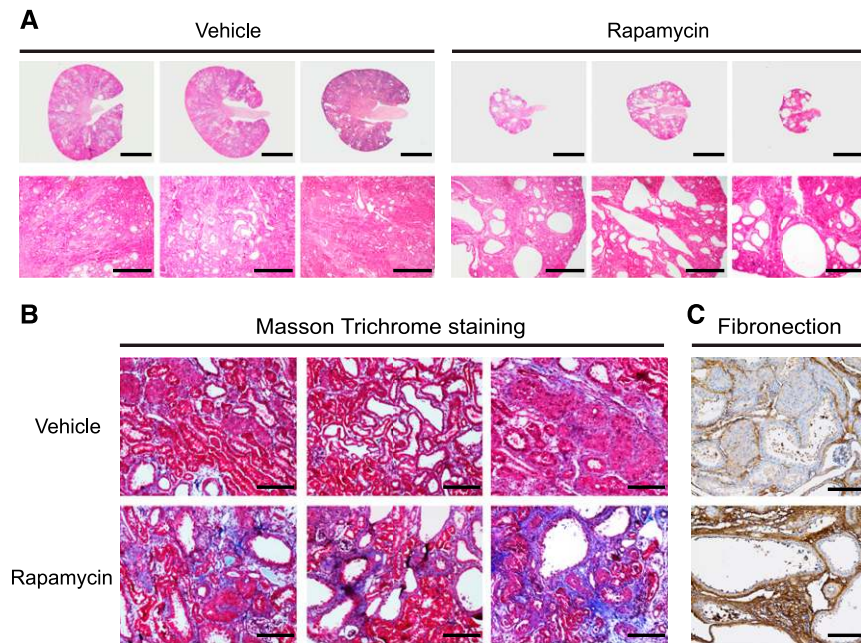 A
Vehicle
Rapamycin
B
Masson Trichrome staining
Vehicle
Rapamycin
C
Fibronection